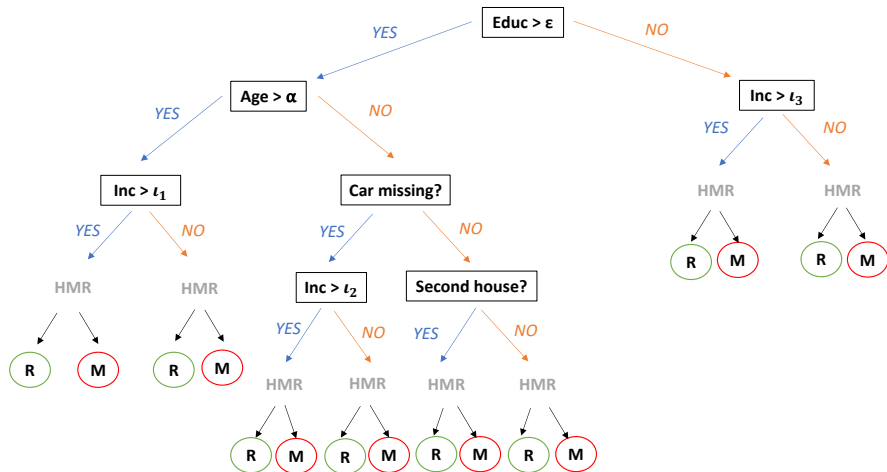 Educ > ε
YES
NO
Age > α
Inc > ι₃
YES
NO
YES
NO
Inc > ι₁
Car missing?
HMR
HMR
YES
NO
YES
NO
R
M
R
M
HMR
HMR
Inc > ι₂
Second house?
YES
NO
YES
NO
R
M
R
M
HMR
HMR
HMR
HMR
R
M
R
M
R
M
R
M